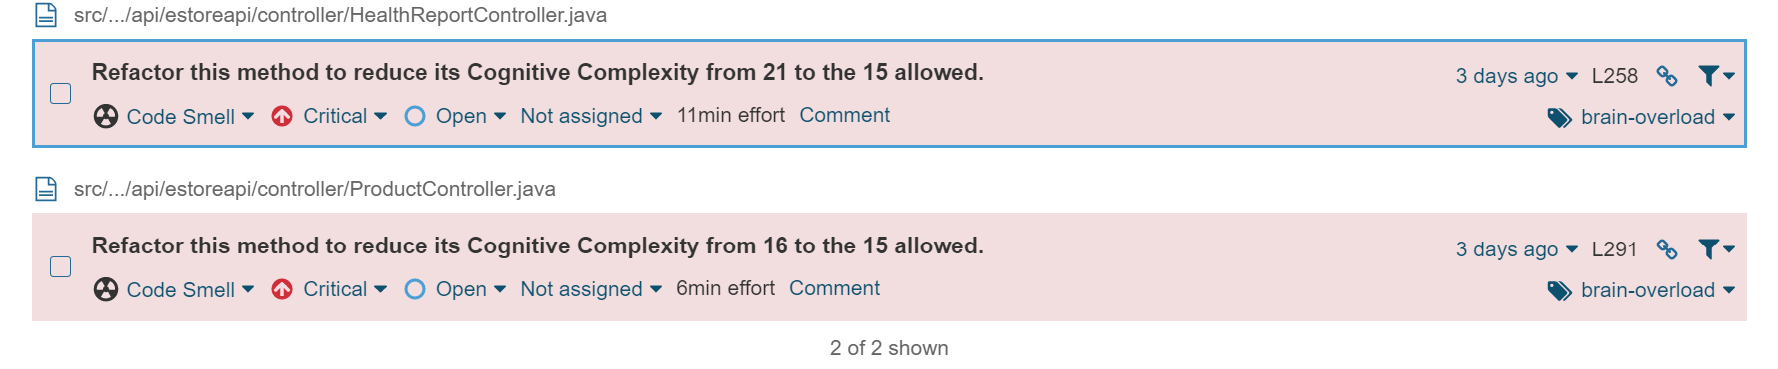 src/.../api/estoreapi/controller/HealthReportController.java
Refactor this method to reduce its Cognitive Complexity from 21 to the 15 allowed.
3 days ago L258
Code Smell Critical Open Not assigned 11min effort Comment
brain-overload
src/.../api/estoreapi/controller/ProductController.java
Refactor this method to reduce its Cognitive Complexity from 16 to the 15 allowed.
3 days ago L291
Code Smell Critical Open Not assigned 6min effort Comment
brain-overload
2 of 2 shown